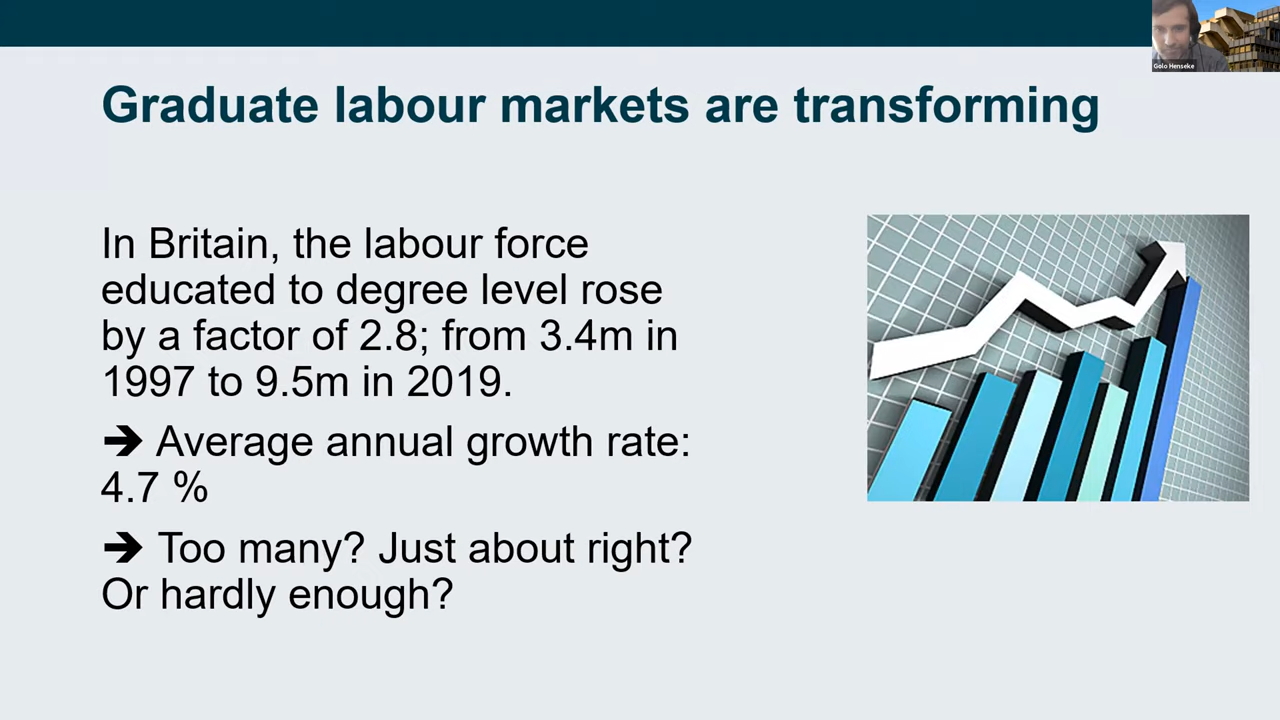 Golo Henseke
Graduate labour markets are transforming
In Britain, the labour force
educated to degree level rose
by a factor of 2.8; from 3.4m in
1997 to 9.5m in 2019.
➔ Average annual growth rate:
4.7 %
➔ Too many? Just about right?
Or hardly enough?